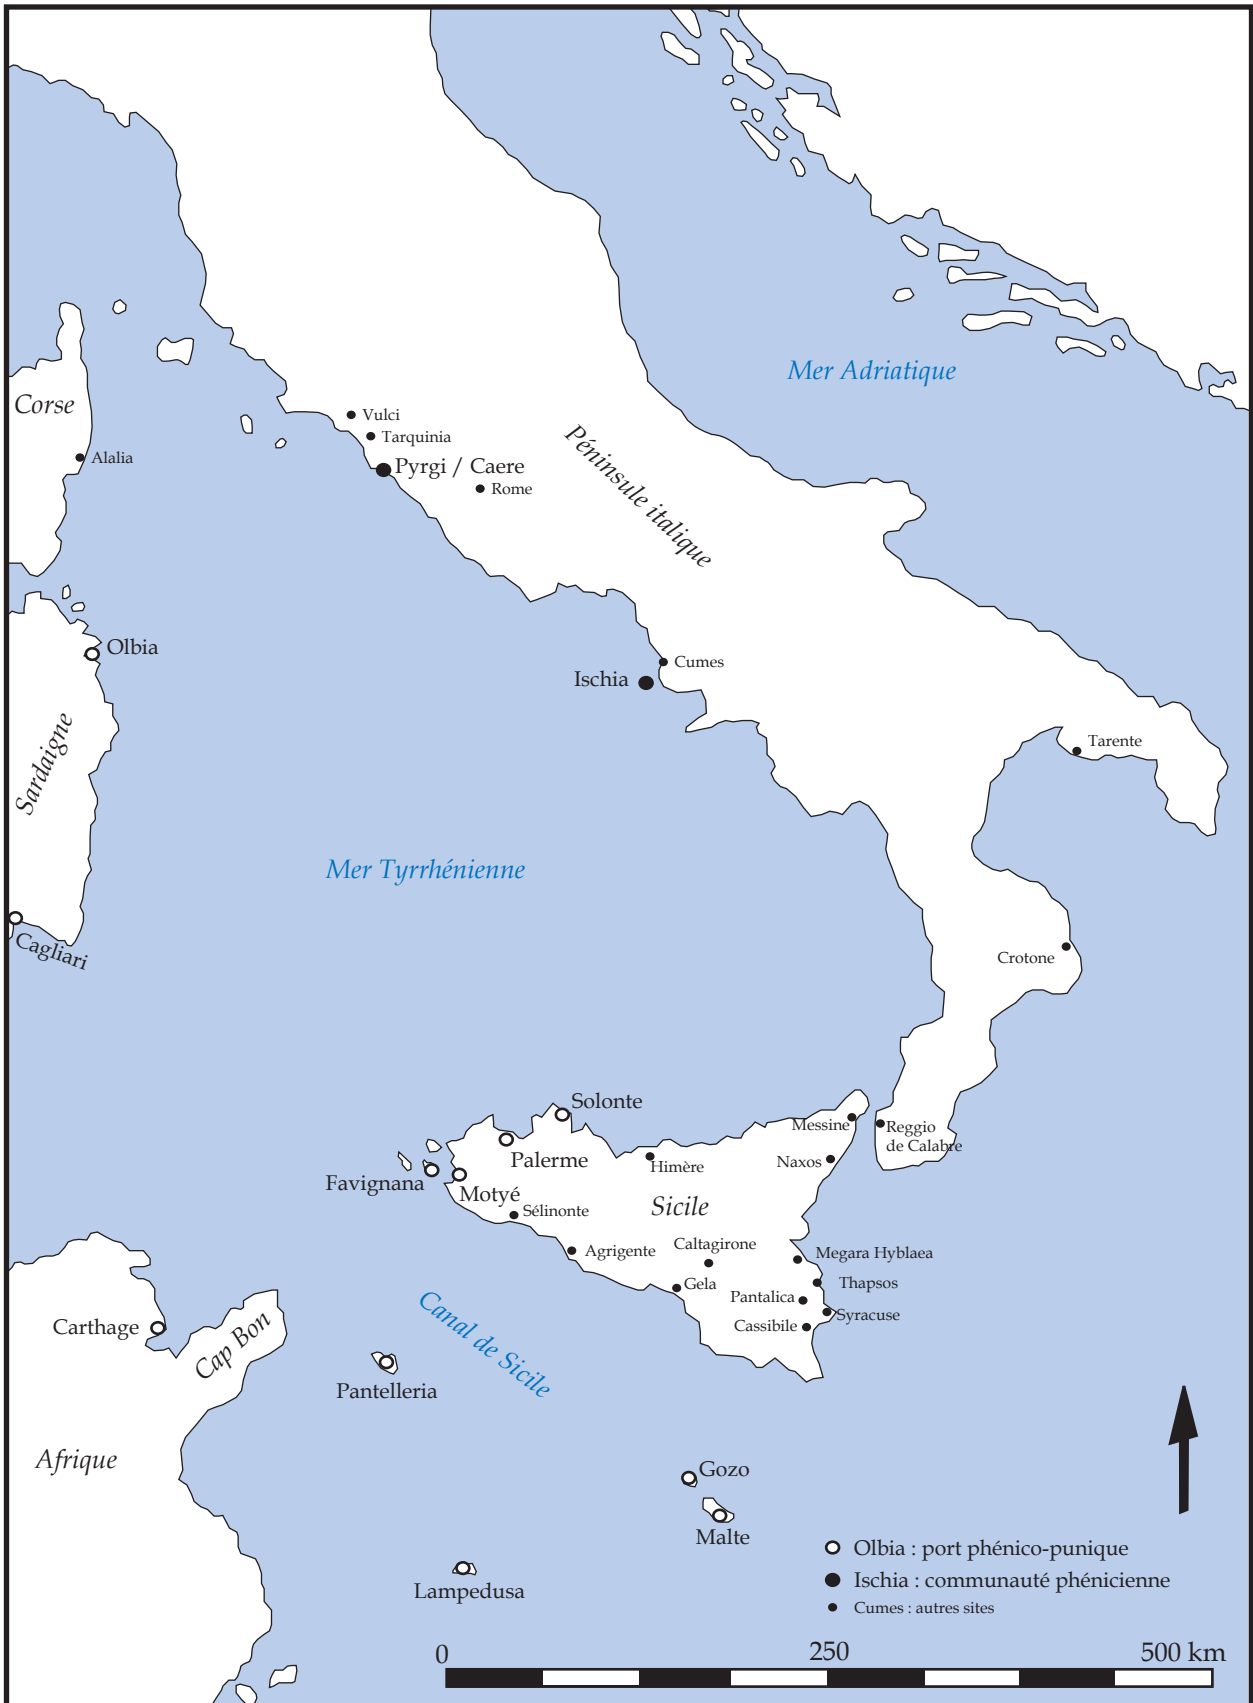 Mer Adriatique
Corse
Vulci
Tarquinia
Alalia
Pyrgi / Caere
Rome
Péninsule italique
Olbia
Cumes
Ischia
Sardaigne
Tarente
Mer Tyrrhénienne
Cagliari
Crotone
Solonte
Messine
Reggio
de Calabre
Palerme
Himère
Naxos
Favignana
Motyé
Sélinonte
Sicile
Agrigente
Caltagirone
Megara Hyblaea
Gela
Thapsos
Pantalica
Syracuse
Cassibile
Carthage
Cap Bon
Canal de Sicile
Pantelleria
Afrique
Gozo
Malte
Lampedusa
Olbia : port phénico-punique
Ischia : communauté phénicienne
Cumes : autres sites
0 250 500 km